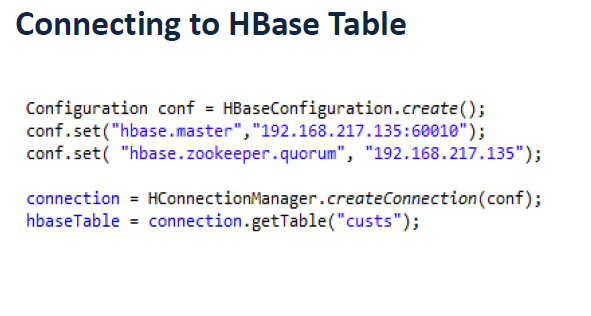 Connecting to HBase Table
Configuration conf = HBaseConfiguration.create();
conf.set("hbase.master","192.168.217.135:60010");
conf.set( "hbase.zookeeper.quorum", "192.168.217.135");
connection = HConnectionManager.createConnection(conf);
hbaseTable = connection.getTable("custs");